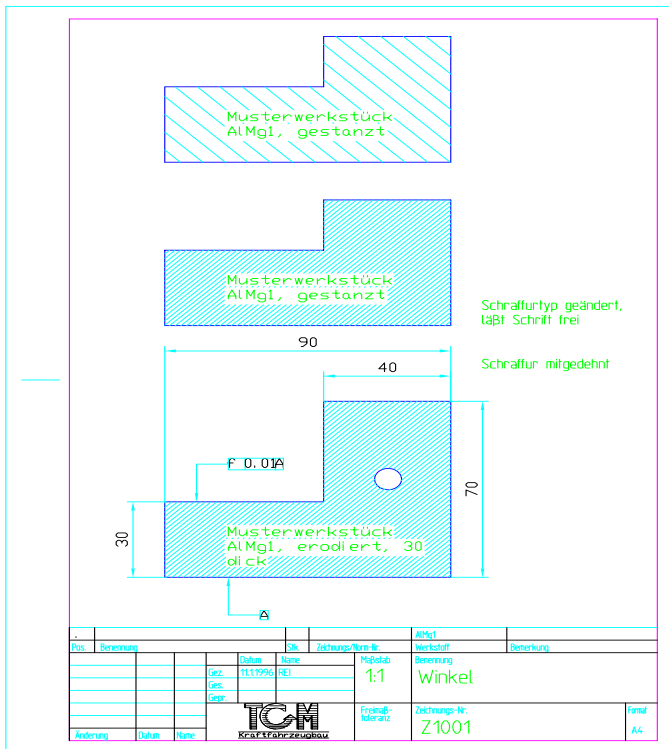 Musterwerkstück
AlMg1, gestanzt
Musterwerkstück
AlMg1, gestanzt
Schraffurtyp geändert,
läßt Schrift frei
90
Schraffur mitgedehnt
40
f 0.01A
70
30
Musterwerkstück
AlMg1, erodiert, 30
dick
A
AlMg1
Pos. Benennung Stk. Zeichnungs/Norm-Nr. Werkstoff Bemerkung
Datum Name Maßstab Benennung
Gez. 11.1.1996 REI 1:1 Winkel
Ges.
Gepr.
TCM Freimaß- Zeichnungs-Nr. Format
toleranz
Kraftfahrzeugbau Z1001 A4
Änderung Datum Name